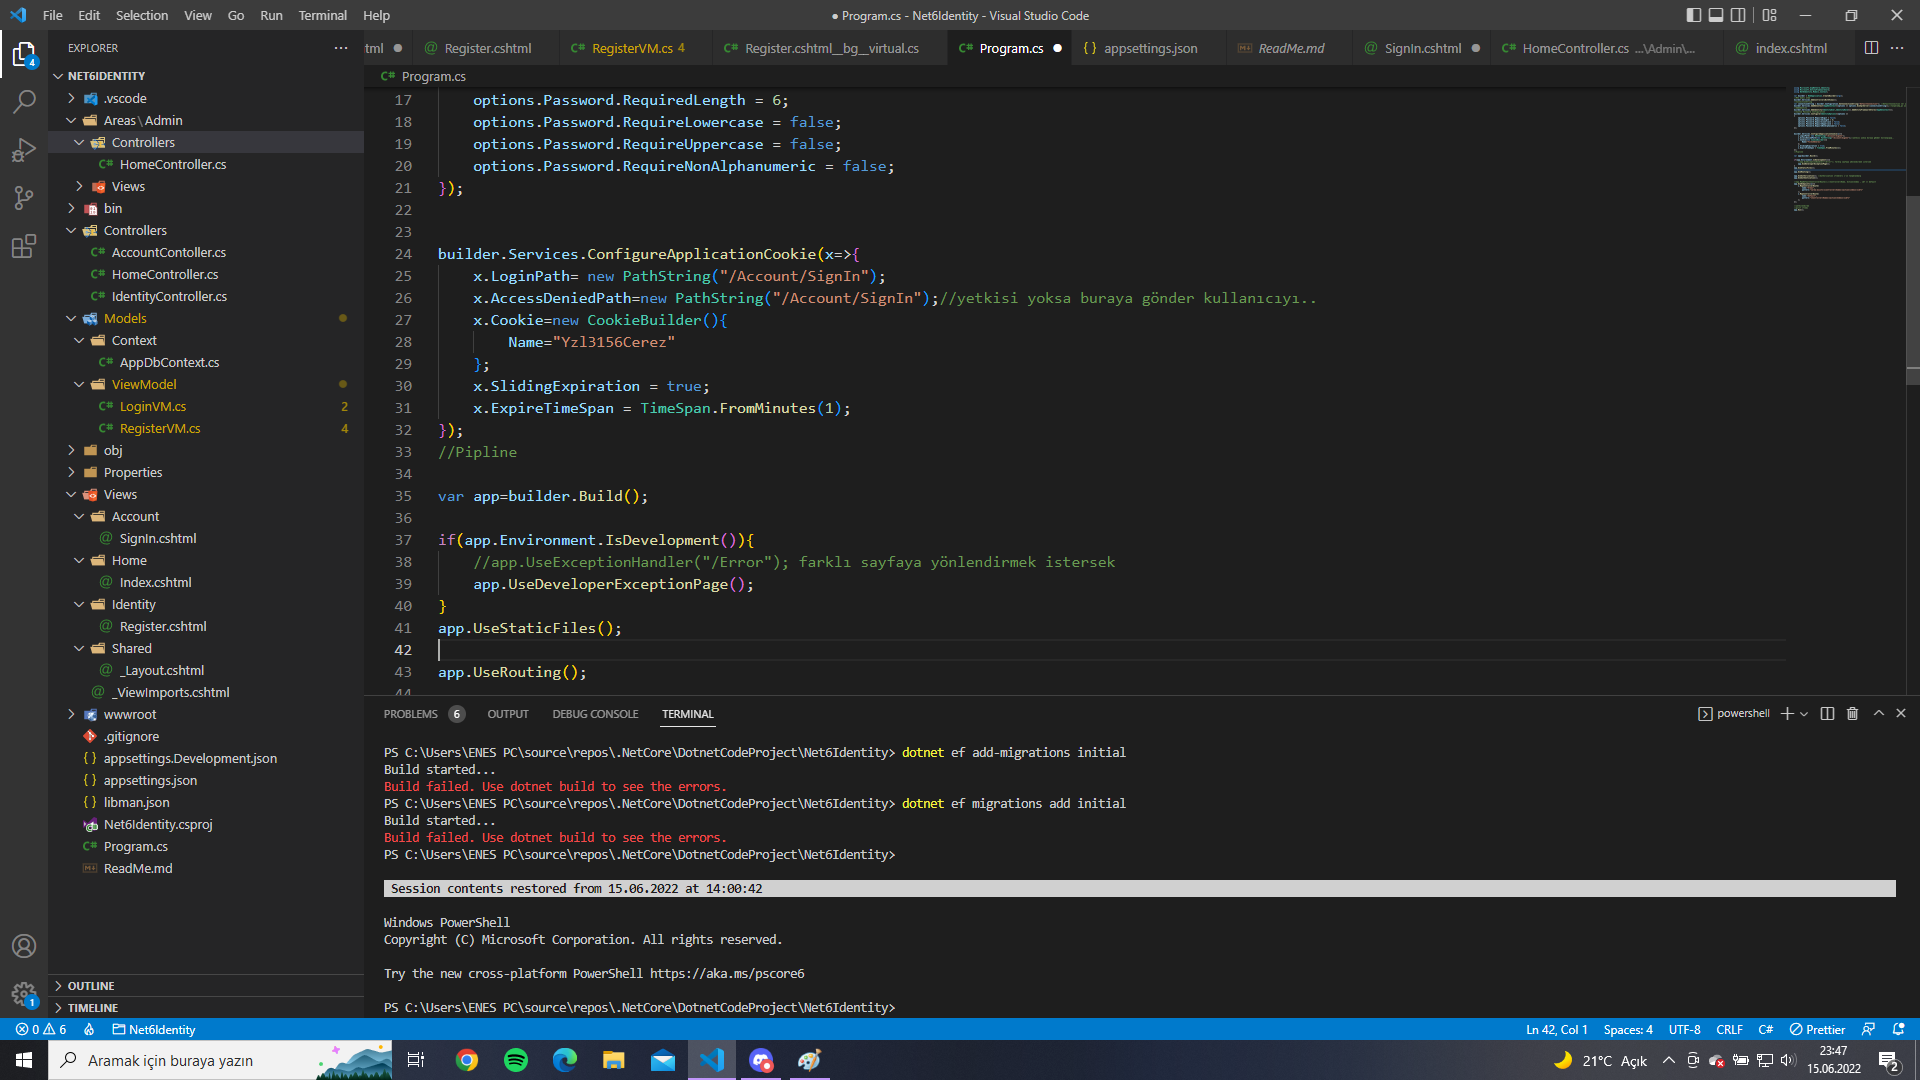 File Edit Selection View Go Run Terminal Help
● Program.cs - Net6Identity - Visual Studio Code
EXPLORER
tml
Register.cshtml
RegisterVM.cs 4
Register.cshtml__bg__virtual.cs
Program.cs
appsettings.json
ReadMe.md
SignIn.cshtml
HomeController.cs ...\Admin\...
index.cshtml
NET6IDENTITY
.vscode
Areas\Admin
Controllers
HomeController.cs
Views
bin
Controllers
AccountContoller.cs
HomeController.cs
IdentityController.cs
Models
Context
AppDbContext.cs
ViewModel
LoginVM.cs 2
RegisterVM.cs 4
obj
Properties
Views
Account
SignIn.cshtml
Home
Index.cshtml
Identity
Register.cshtml
Shared
_Layout.cshtml
_ViewImports.cshtml
wwwroot
.gitignore
appsettings.Development.json
appsettings.json
libman.json
Net6Identity.csproj
Program.cs
ReadMe.md
OUTLINE
TIMELINE
Program.cs
17 options.Password.RequiredLength = 6;
18 options.Password.RequireLowercase = false;
19 options.Password.RequireUppercase = false;
20 options.Password.RequireNonAlphanumeric = false;
21 });
22
23
24 builder.Services.ConfigureApplicationCookie(x=>{
25 x.LoginPath= new PathString("/Account/SignIn");
26 x.AccessDeniedPath=new PathString("/Account/SignIn");//yetkisi yoksa buraya gönder kullanıcıyı..
27 x.Cookie=new CookieBuilder(){
28 Name="Yzl3156Cerez"
29 };
30 x.SlidingExpiration = true;
31 x.ExpireTimeSpan = TimeSpan.FromMinutes(1);
32 });
33 //Pipline
34
35 var app=builder.Build();
36
37 if(app.Environment.IsDevelopment()){
38 //app.UseExceptionHandler("/Error"); farklı sayfaya yönlendirmek istersek
39 app.UseDeveloperExceptionPage();
40 }
41 app.UseStaticFiles();
42
43 app.UseRouting();
44
PROBLEMS 6 OUTPUT DEBUG CONSOLE TERMINAL
powershell
PS C:\Users\ENES PC\source\repos\.NetCore\DotnetCodeProject\Net6Identity> dotnet ef add-migrations initial
Build started...
Build failed. Use dotnet build to see the errors.
PS C:\Users\ENES PC\source\repos\.NetCore\DotnetCodeProject\Net6Identity> dotnet ef migrations add initial
Build started...
Build failed. Use dotnet build to see the errors.
PS C:\Users\ENES PC\source\repos\.NetCore\DotnetCodeProject\Net6Identity>
Session contents restored from 15.06.2022 at 14:00:42
Windows PowerShell
Copyright (C) Microsoft Corporation. All rights reserved.
Try the new cross-platform PowerShell https://aka.ms/pscore6
PS C:\Users\ENES PC\source\repos\.NetCore\DotnetCodeProject\Net6Identity>
4
1
0 6 Net6Identity
Ln 42, Col 1 Spaces: 4 UTF-8 CRLF C# Prettier
Aramak için buraya yazın
21°C Açık
23:47
15.06.2022
2